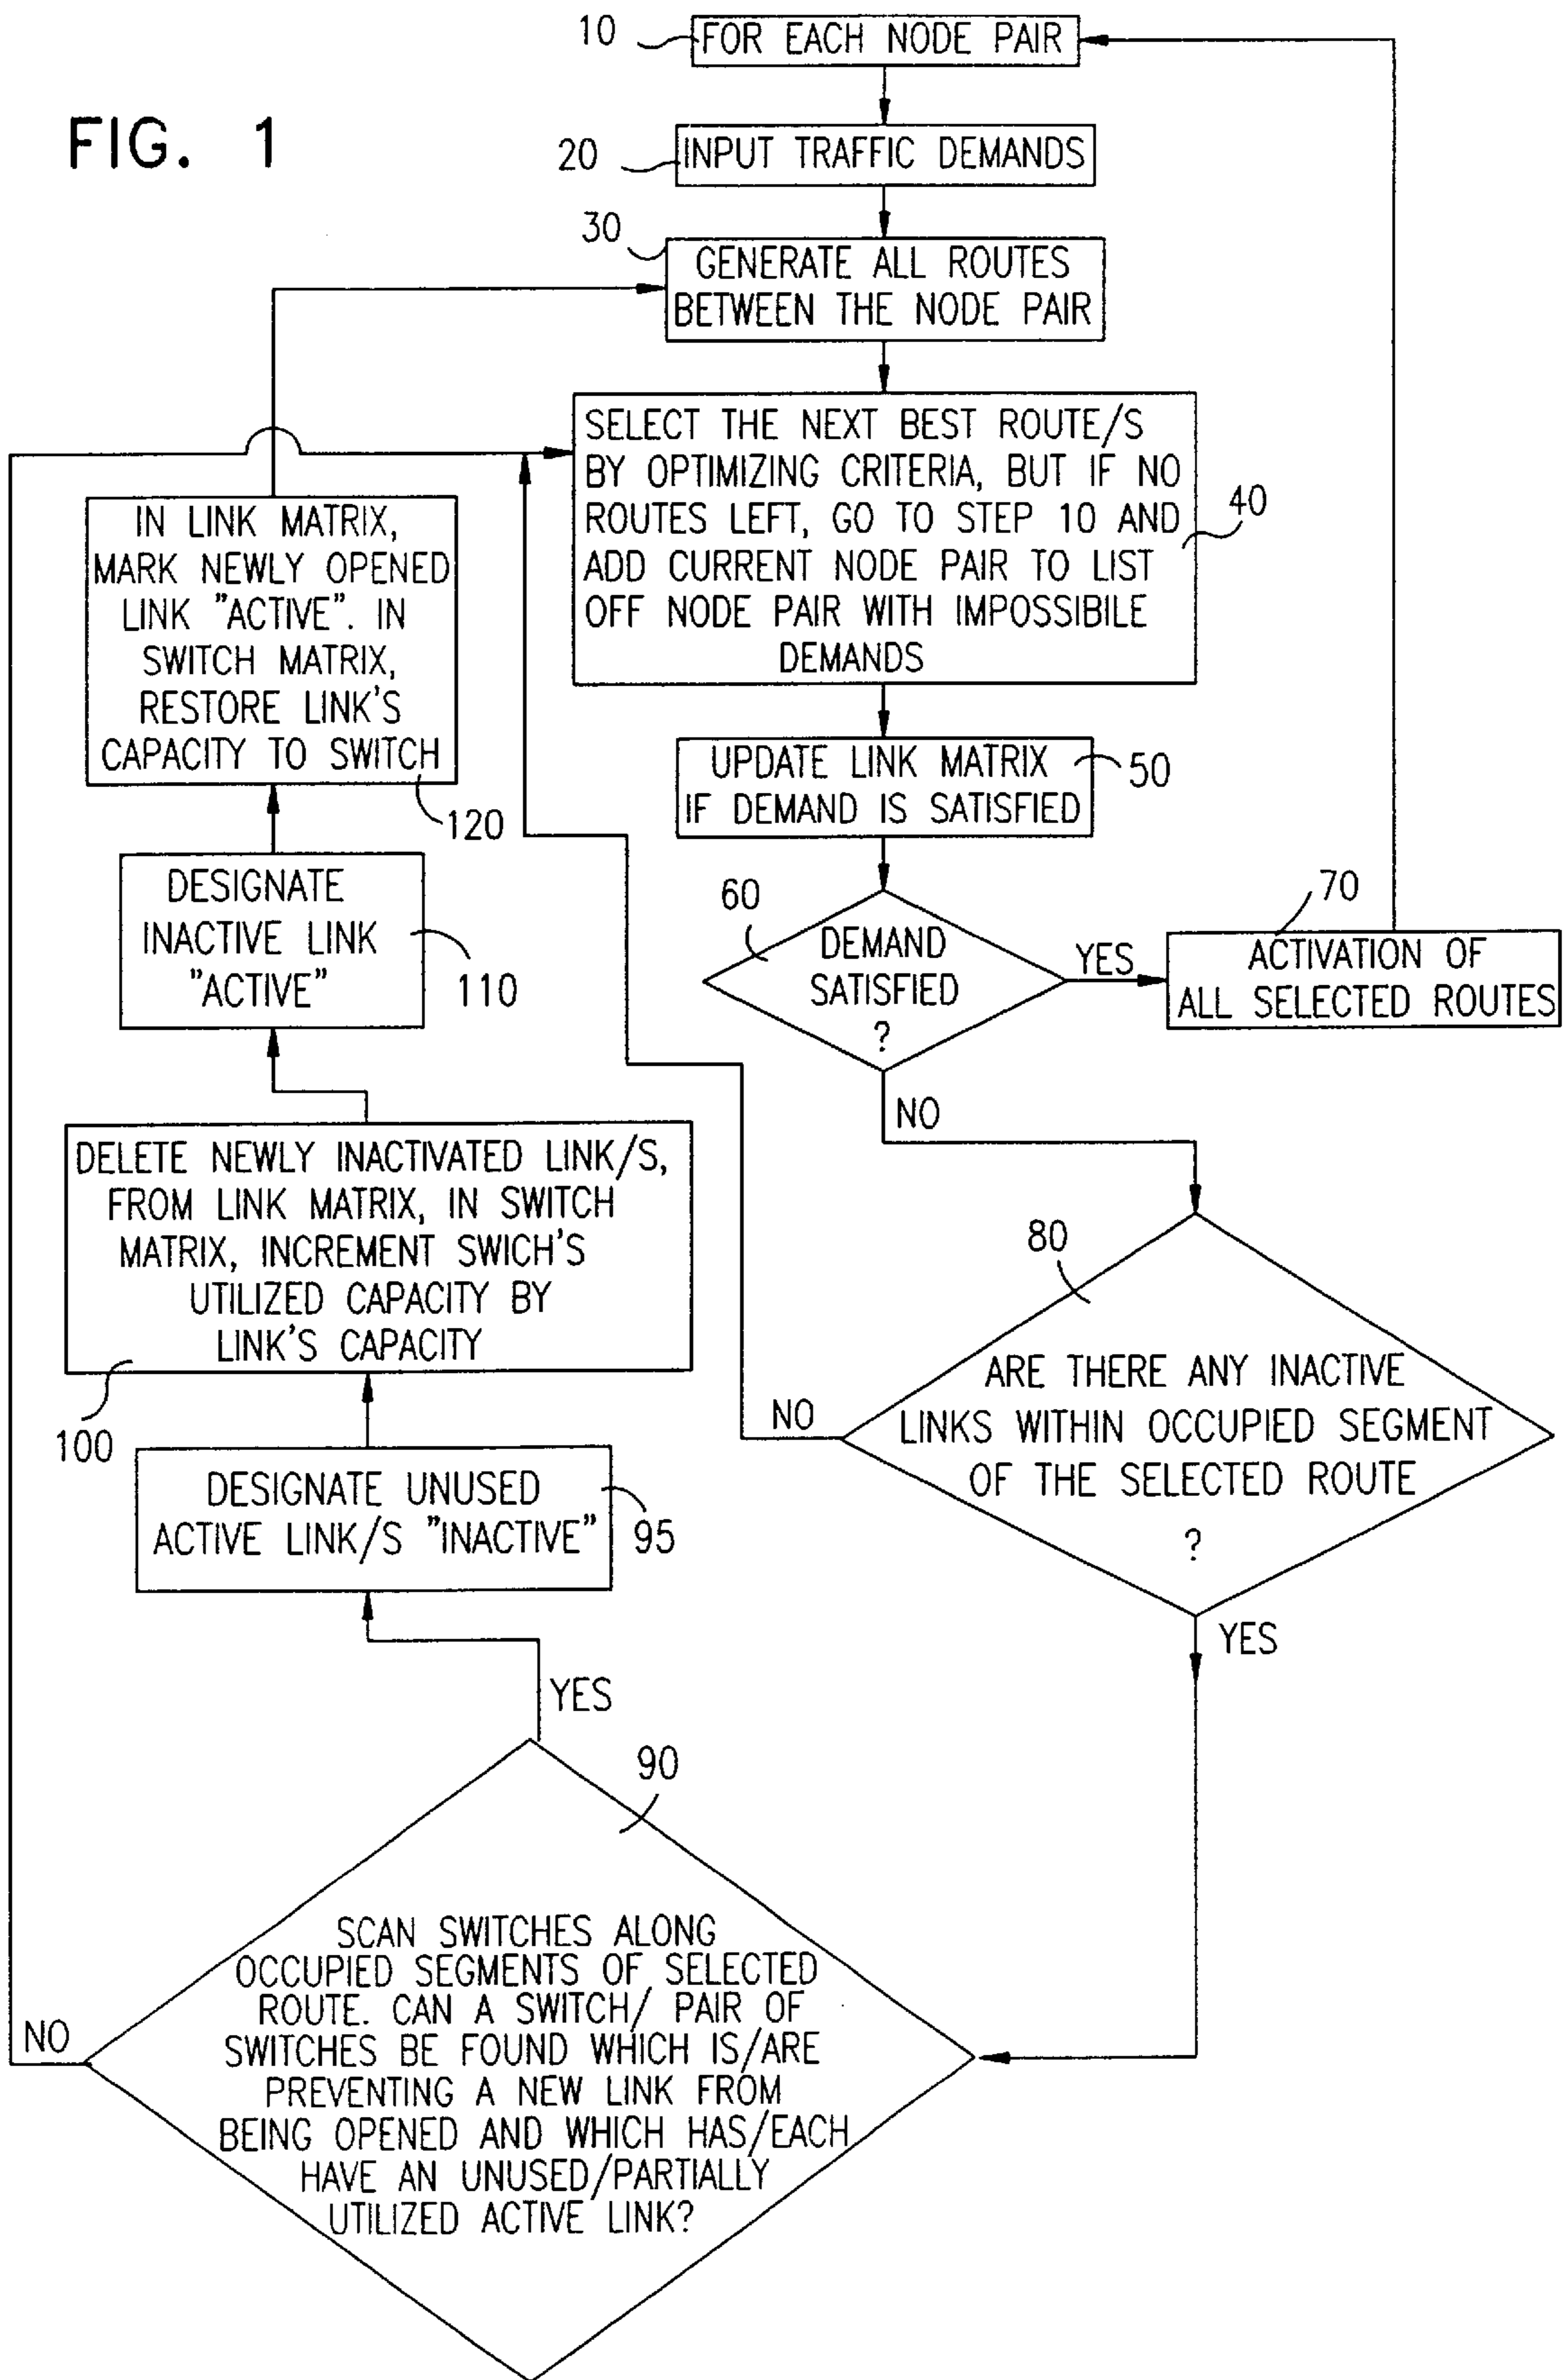 FIG. 1
10
FOR EACH NODE PAIR
20
INPUT TRAFFIC DEMANDS
30
GENERATE ALL ROUTES
BETWEEN THE NODE PAIR
SELECT THE NEXT BEST ROUTE/S
BY OPTIMIZING CRITERIA, BUT IF NO
ROUTES LEFT, GO TO STEP 10 AND
ADD CURRENT NODE PAIR TO LIST
OFF NODE PAIR WITH IMPOSSIBILE
DEMANDS
40
UPDATE LINK MATRIX
IF DEMAND IS SATISFIED
50
60
DEMAND
SATISFIED
?
YES
NO
70
ACTIVATION OF
ALL SELECTED ROUTES
80
ARE THERE ANY INACTIVE
LINKS WITHIN OCCUPIED SEGMENT
OF THE SELECTED ROUTE
?
NO
YES
90
SCAN SWITCHES ALONG
OCCUPIED SEGMENTS OF SELECTED
ROUTE. CAN A SWITCH/ PAIR OF
SWITCHES BE FOUND WHICH IS/ARE
PREVENTING A NEW LINK FROM
BEING OPENED AND WHICH HAS/EACH
HAVE AN UNUSED/PARTIALLY
UTILIZED ACTIVE LINK?
NO
YES
DESIGNATE UNUSED
ACTIVE LINK/S "INACTIVE"
95
DELETE NEWLY INACTIVATED LINK/S,
FROM LINK MATRIX, IN SWITCH
MATRIX, INCREMENT SWICH'S
UTILIZED CAPACITY BY
LINK'S CAPACITY
100
DESIGNATE
INACTIVE LINK
"ACTIVE"
110
IN LINK MATRIX,
MARK NEWLY OPENED
LINK "ACTIVE". IN
SWITCH MATRIX,
RESTORE LINK'S
CAPACITY TO SWITCH
120